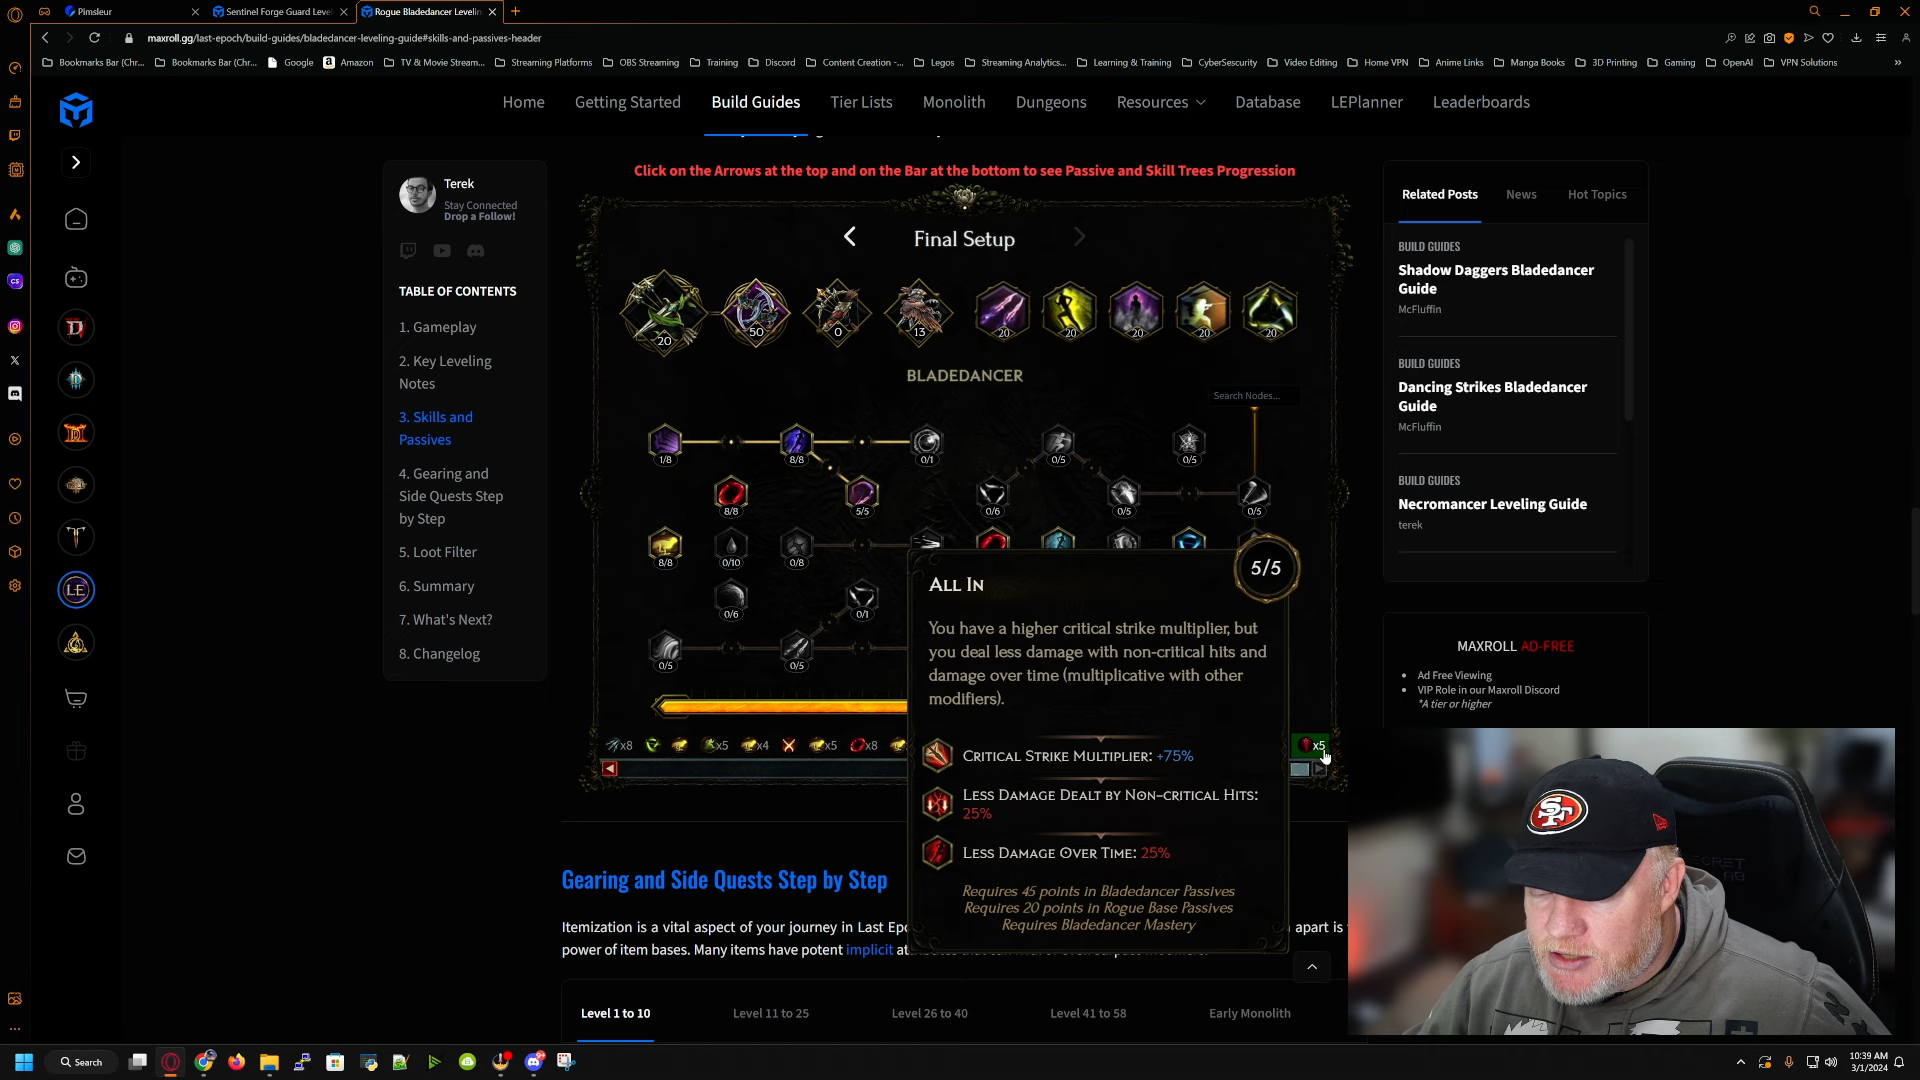 Pimsleur
Sentinel Forge Guard Leve
Rogue Bladedancer Levelin
maxroll.gg/last-epoch/build-guides/bladedancer-leveling-guide#skills-and-passives-header
Bookmarks Bar (Chr...
Bookmarks Bar (Chr...
Google
Amazon
TV & Movie Stream...
Streaming Platforms
OBS Streaming
Training
Discord
Content Creation -...
Legos
Streaming Analytics...
Learning & Training
CyberSescurity
Video Editing
Home VPN
Anime Links
Manga Books
3D Printing
Gaming
OpenAI
VPN Solutions
Home
Getting Started
Build Guides
Tier Lists
Monolith
Dungeons
Resources
Database
LEPlanner
Leaderboards
Terek
Stay Connected
Drop a Follow!
TABLE OF CONTENTS
1. Gameplay
2. Key Leveling
Notes
3. Skills and
Passives
4. Gearing and
Side Quests Step
by Step
5. Loot Filter
6. Summary
7. What's Next?
8. Changelog
Click on the Arrows at the top and on the Bar at the bottom to see Passive and Skill Trees Progression
Final Setup
20
50
0
13
20
20
20
20
20
BLADEDANCER
Search Nodes...
1/8
8/8
0/1
0/5
0/5
8/8
5/5
0/6
0/5
0/5
8/8
0/10
0/8
0/6
0/1
0/5
0/5
x8
x5
x4
x5
x8
x5
ALL IN
5/5
You have a higher critical strike multiplier, but
you deal less damage with non-critical hits and
damage over time (multiplicative with other
modifiers).
CRITICAL STRIKE MULTIPLIER: +75%
LESS DAMAGE DEALT BY NON-CRITICAL HITS:
25%
LESS DAMAGE OVER TIME: 25%
Requires 45 points in Bladedancer Passives
Requires 20 points in Rogue Base Passives
Requires Bladedancer Mastery
Gearing and Side Quests Step by Step
Itemization is a vital aspect of your journey in Last Epo
apart is
power of item bases. Many items have potent implicit at
Level 1 to 10
Level 11 to 25
Level 26 to 40
Level 41 to 58
Early Monolith
Related Posts
News
Hot Topics
BUILD GUIDES
Shadow Daggers Bladedancer
Guide
McFluffin
BUILD GUIDES
Dancing Strikes Bladedancer
Guide
McFluffin
BUILD GUIDES
Necromancer Leveling Guide
terek
MAXROLL AD-FREE
Ad Free Viewing
VIP Role in our Maxroll Discord
*A tier or higher
LE
SF
Search
10:39 AM
3/1/2024